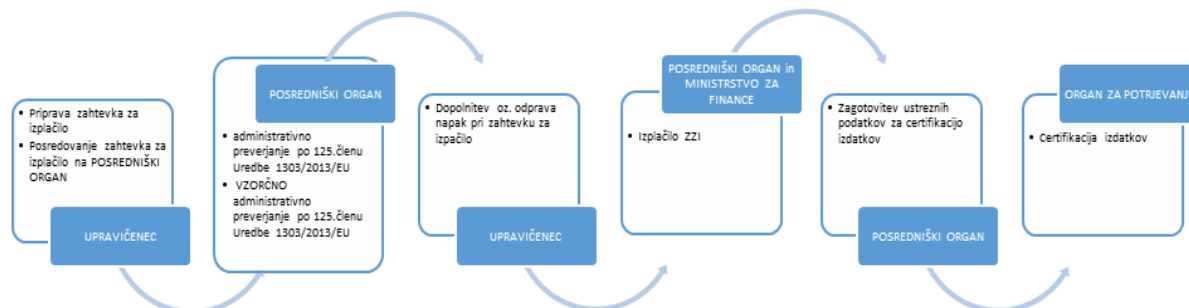 • Priprava zahtevka za
izplačilo
• Posredovanje zahtevka za
izplačilo na POSREDNIŠKI
ORGAN
UPRAVIČENEC
POSREDNIŠKI ORGAN
• administrativno
preverjanje po 125.členu
Uredbe 1303/2013/EU
• VZORČNO
administrativno
preverjanje po 125.členu
Uredbe 1303/2013/EU
• Dopolnitev oz. odprava
napak pri zahtevku za
izpačilo
UPRAVIČENEC
POSREDNIŠKI ORGAN in
MINISTRSTVO ZA
FINANCE
• Izplačilo ZZI
• Zagotovitev ustreznih
podatkov za certifikacijo
izdatkov
POSREDNIŠKI ORGAN
ORGAN ZA POTRJEVANJE
• Certifikacija izdatkov